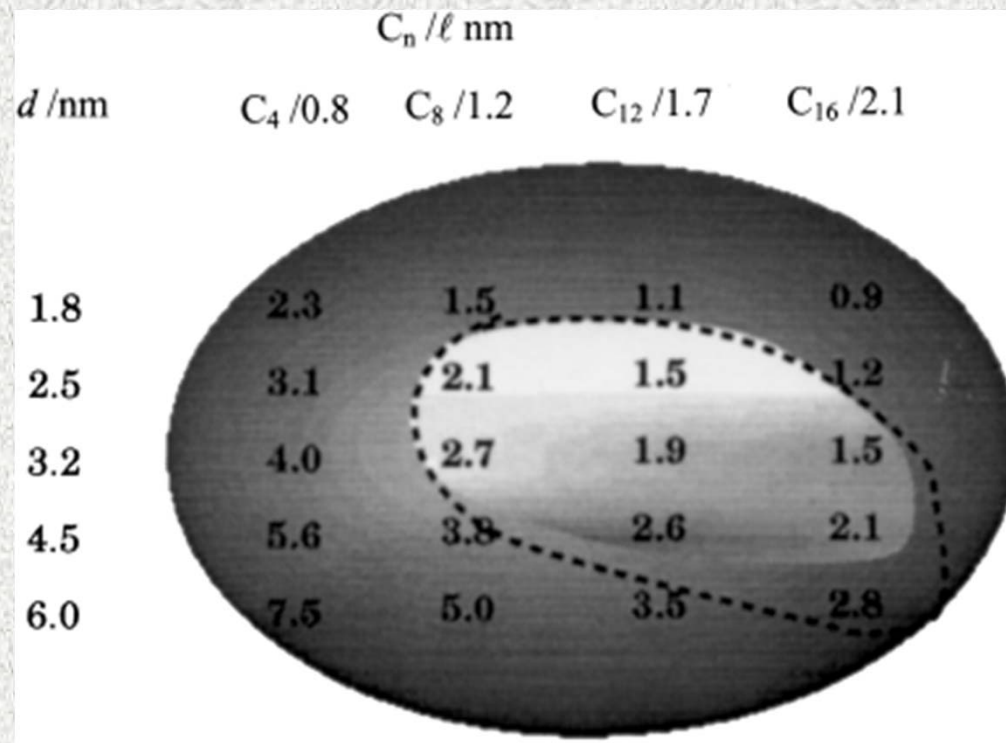 Cₙ /ℓ nm
d /nm C₄ /0.8 C₈ /1.2 C₁₂ /1.7 C₁₆ /2.1
1.8 2.3 1.5 1.1 0.9
2.5 3.1 2.1 1.5 1.2
3.2 4.0 2.7 1.9 1.5
4.5 5.6 3.8 2.6 2.1
6.0 7.5 5.0 3.5 2.8